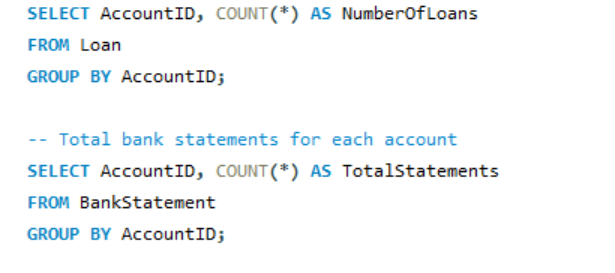 SELECT AccountID, COUNT(*) AS NumberOfLoans
FROM Loan
GROUP BY AccountID;
-- Total bank statements for each account
SELECT AccountID, COUNT(*) AS TotalStatements
FROM BankStatement
GROUP BY AccountID;